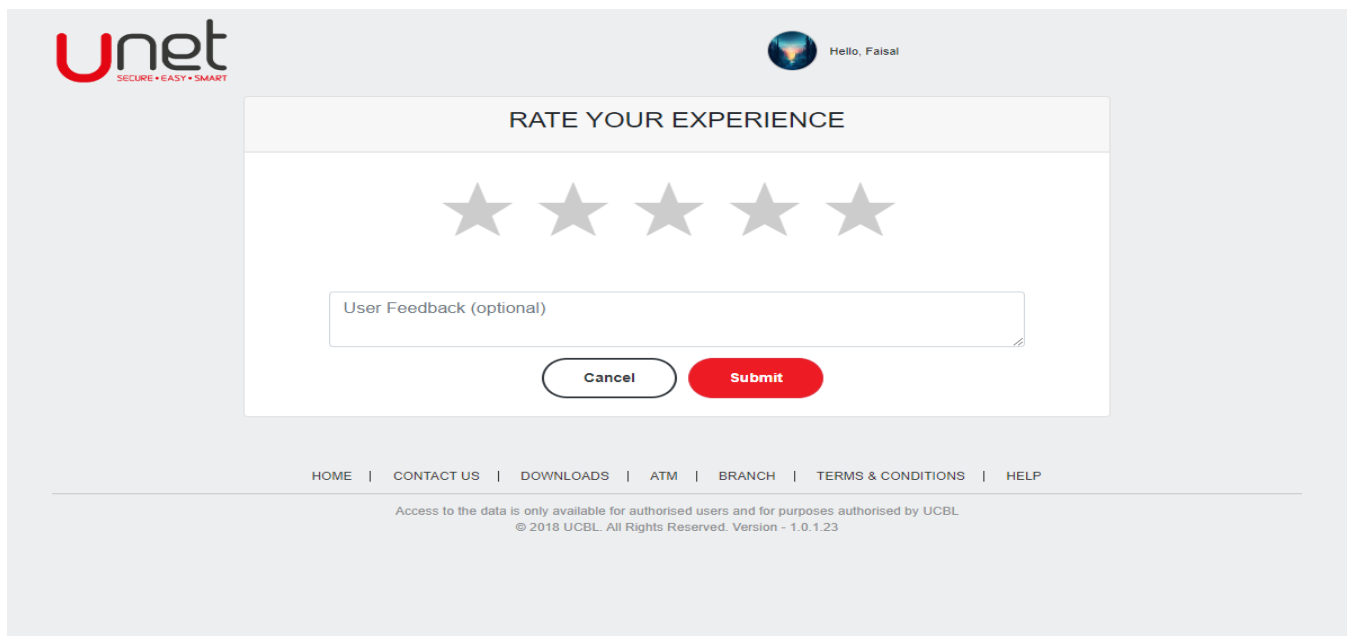 unet
SECURE • EASY • SMART
Hello, Faisal
RATE YOUR EXPERIENCE
User Feedback (optional)
Cancel Submit
HOME | CONTACT US | DOWNLOADS | ATM | BRANCH | TERMS & CONDITIONS | HELP
Access to the data is only available for authorised users and for purposes authorised by UCBL
© 2018 UCBL. All Rights Reserved. Version - 1.0.1.23